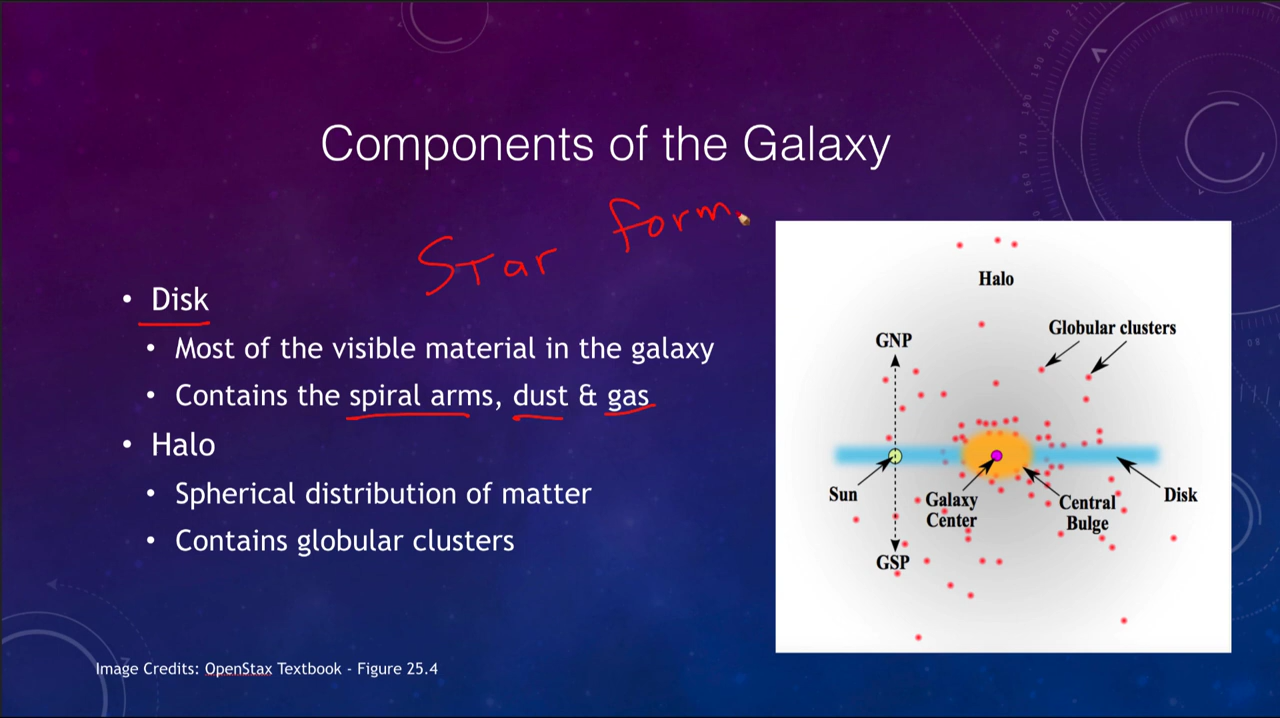 Components of the Galaxy
Star form
• Disk
• Most of the visible material in the galaxy
• Contains the spiral arms, dust & gas
• Halo
• Spherical distribution of matter
• Contains globular clusters
Halo
Globular clusters
GNP
Sun
Galaxy
Center
Central
Bulge
Disk
GSP
Image Credits: OpenStax Textbook - Figure 25.4